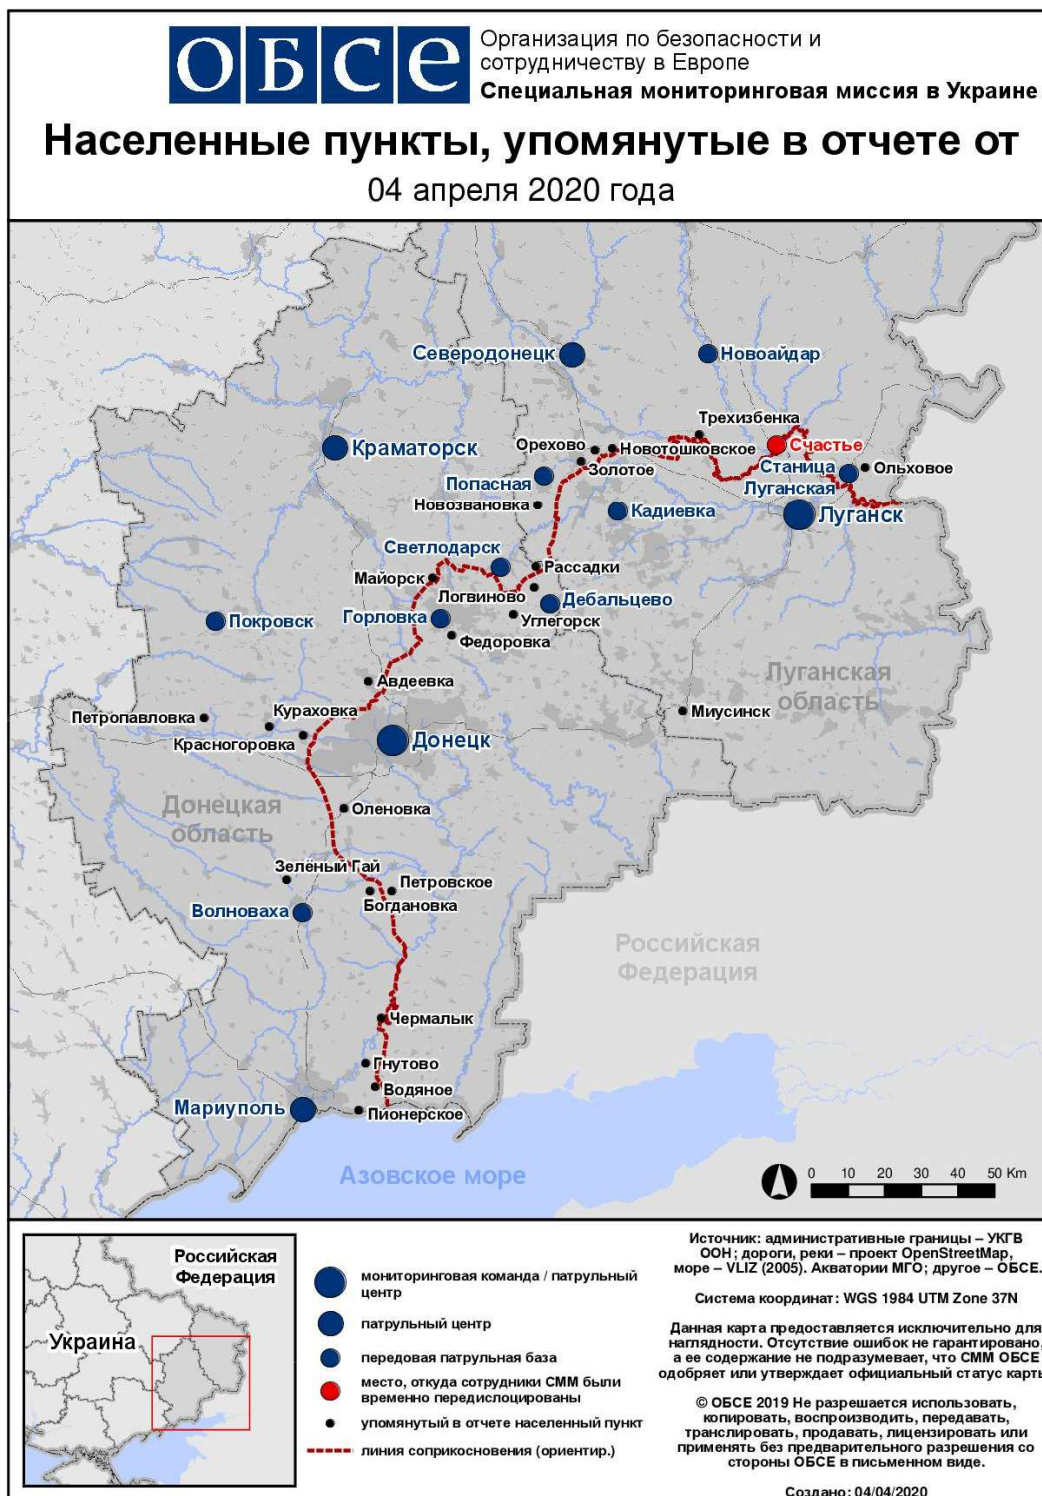 ОБСЕ
Организация по безопасности и
сотрудничеству в Европе
Специальная мониторинговая миссия в Украине
Населенные пункты, упомянутые в отчете от
04 апреля 2020 года
Северодонецк
Новоайдар
Трехизбенка
Краматорск
Орехово
Новотошковское
Счастье
Золотое
Станица
Луганская
Ольховое
Попасная
Новозвановка
Кадиевка
Луганск
Светлодарск
Майорск
Рассадки
Логвиново
Дебальцево
Покровск
Горловка
Углегорск
Федоровка
Авдеевка
Луганская
область
Петропавловка
Кураховка
Миусинск
Красногоровка
Донецк
Донецкая
область
Оленовка
Зелёный Гай
Петровское
Богдановка
Волноваха
Российская
Федерация
Чермалык
Гнутово
Водяное
Мариуполь
Пионерское
Азовское море
0 10 20 30 40 50 Km
Российская
Федерация
Украина
мониторинговая команда / патрульный
центр
патрульный центр
передовая патрульная база
место, откуда сотрудники СММ были
временно передислоцированы
упомянутый в отчете населенный пункт
линия соприкосновения (ориентир.)
Источник: административные границы – УКГВ
ООН; дороги, реки – проект OpenStreetMap,
море – VLIZ (2005). Акватории МГО; другое – ОБСЕ.
Система координат: WGS 1984 UTM Zone 37N
Данная карта предоставляется исключительно для
наглядности. Отсутствие ошибок не гарантировано,
а ее содержание не подразумевает, что СММ ОБСЕ
одобряет или утверждает официальный статус карты
© ОБСЕ 2019 Не разрешается использовать,
копировать, воспроизводить, передавать,
транслировать, продавать, лицензировать или
применять без предварительного разрешения со
стороны ОБСЕ в письменном виде.
Создано: 04/04/2020